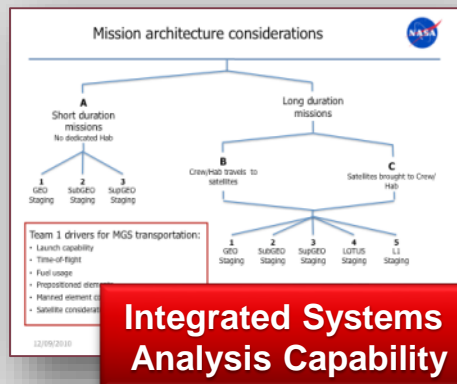 Mission architecture considerations
NASA
A
Short duration
missions
No dedicated Hab
Long duration
missions
B
Crew/Hab travels to
satellites
C
Satellites brought to Crew/
Hab
1
GEO
Staging
2
SubGEO
Staging
3
SupGEO
Staging
1
GEO
Staging
2
SubGEO
Staging
3
SupGEO
Staging
4
LOTUS
Staging
5
L1
Staging
Team 1 drivers for MGS transportation:
• Launch capability
• Time-of-flight
• Fuel usage
• Prepositioned
• Manned element
• Satellite
12/09/2010
Integrated Systems
Analysis Capability